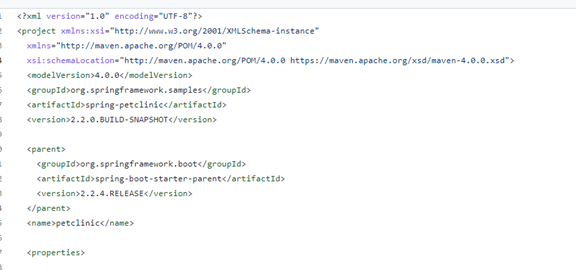 <?xml version="1.0" encoding="UTF-8"?>
<project xmlns:xsi="http://www.w3.org/2001/XMLSchema-instance"
xmlns="http://maven.apache.org/POM/4.0.0"
xsi:schemaLocation="http://maven.apache.org/POM/4.0.0 https://maven.apache.org/xsd/maven-4.0.0.xsd">
<modelVersion>4.0.0</modelVersion>
<groupId>org.springframework.samples</groupId>
<artifactId>spring-petclinic</artifactId>
<version>2.2.0.BUILD-SNAPSHOT</version>
<parent>
<groupId>org.springframework.boot</groupId>
<artifactId>spring-boot-starter-parent</artifactId>
<version>2.2.4.RELEASE</version>
</parent>
<name>petclinic</name>
<properties>